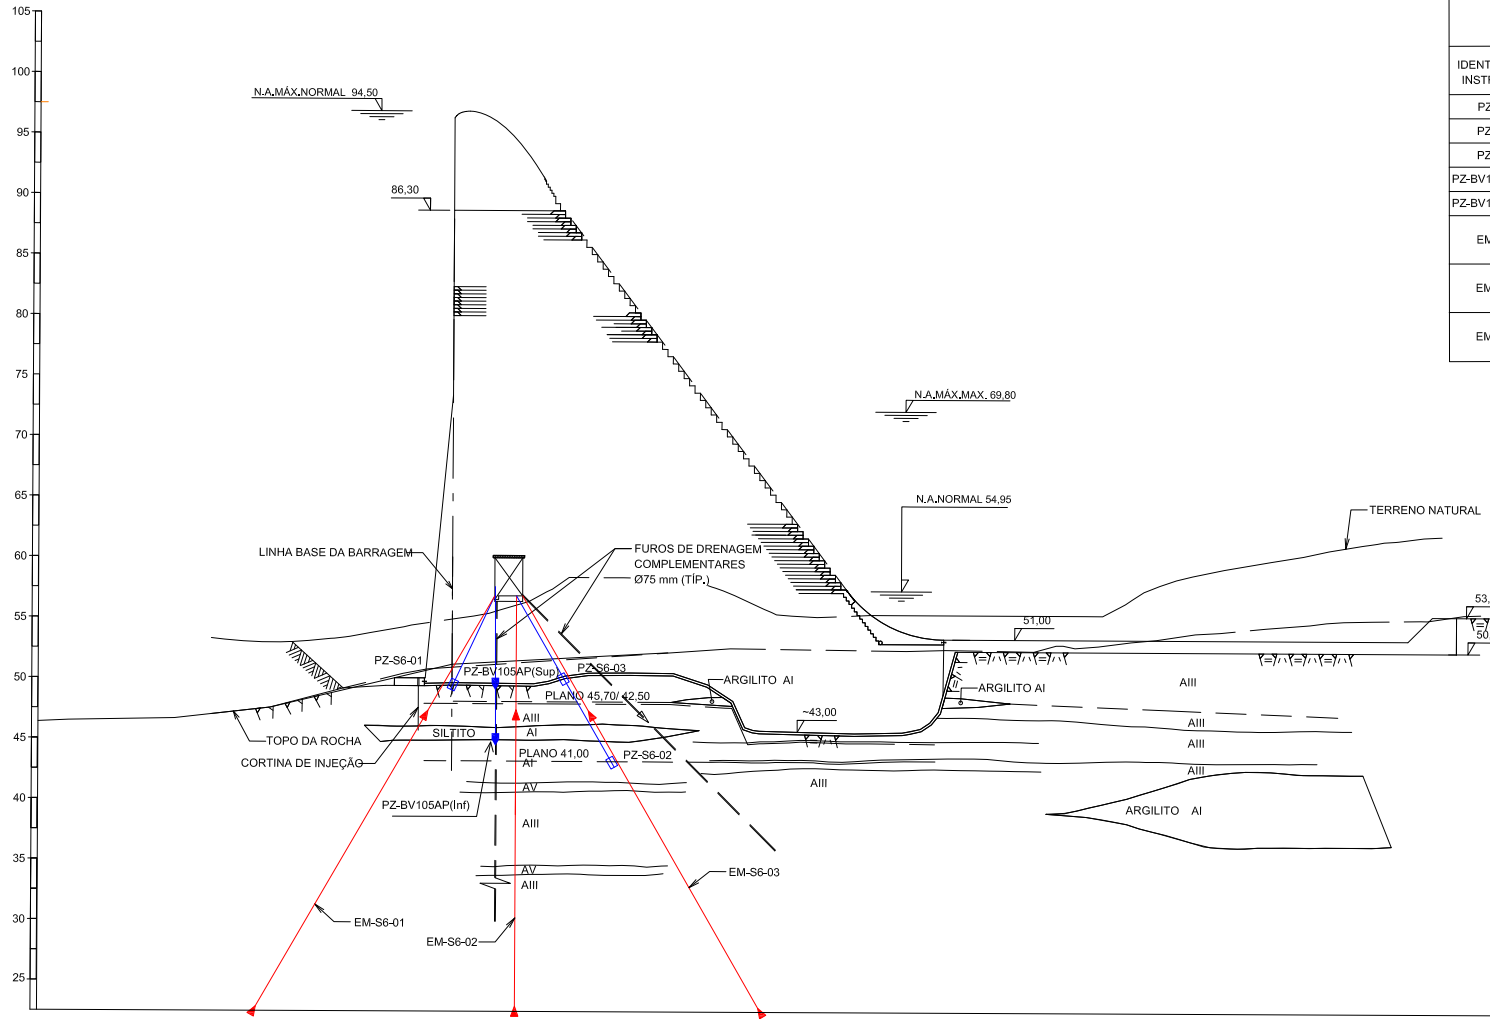 105
100
95
90
85
80
75
70
65
60
55
50
45
40
35
30
25
N.A.MÁX.NORMAL 94,50
86,30
N.A.MÁX.MAX. 69,80
N.A.NORMAL 54,95
TERRENO NATURAL
LINHA BASE DA BARRAGEM
FUROS DE DRENAGEM
COMPLEMENTARES
Ø75 mm (TÍP.)
51,00
53,
50,
PZ-S6-01
PZ-BV105AP(Sup)
PZ-S6-03
ARGILITO AI
ARGILITO AI
AIII
PLANO 45,70/ 42,50
~43,00
AIII
AIII
SILTITO
AI
TOPO DA ROCHA
AIII
CORTINA DE INJEÇÃO
PLANO 41,00
AI
PZ-S6-02
AIII
AIII
AV
PZ-BV105AP(Inf)
AIII
ARGILITO AI
AV
AIII
EM-S6-03
EM-S6-01
EM-S6-02
IDENT
INSTR
PZ
PZ
PZ
PZ-BV1
PZ-BV1
EM
EM
EM